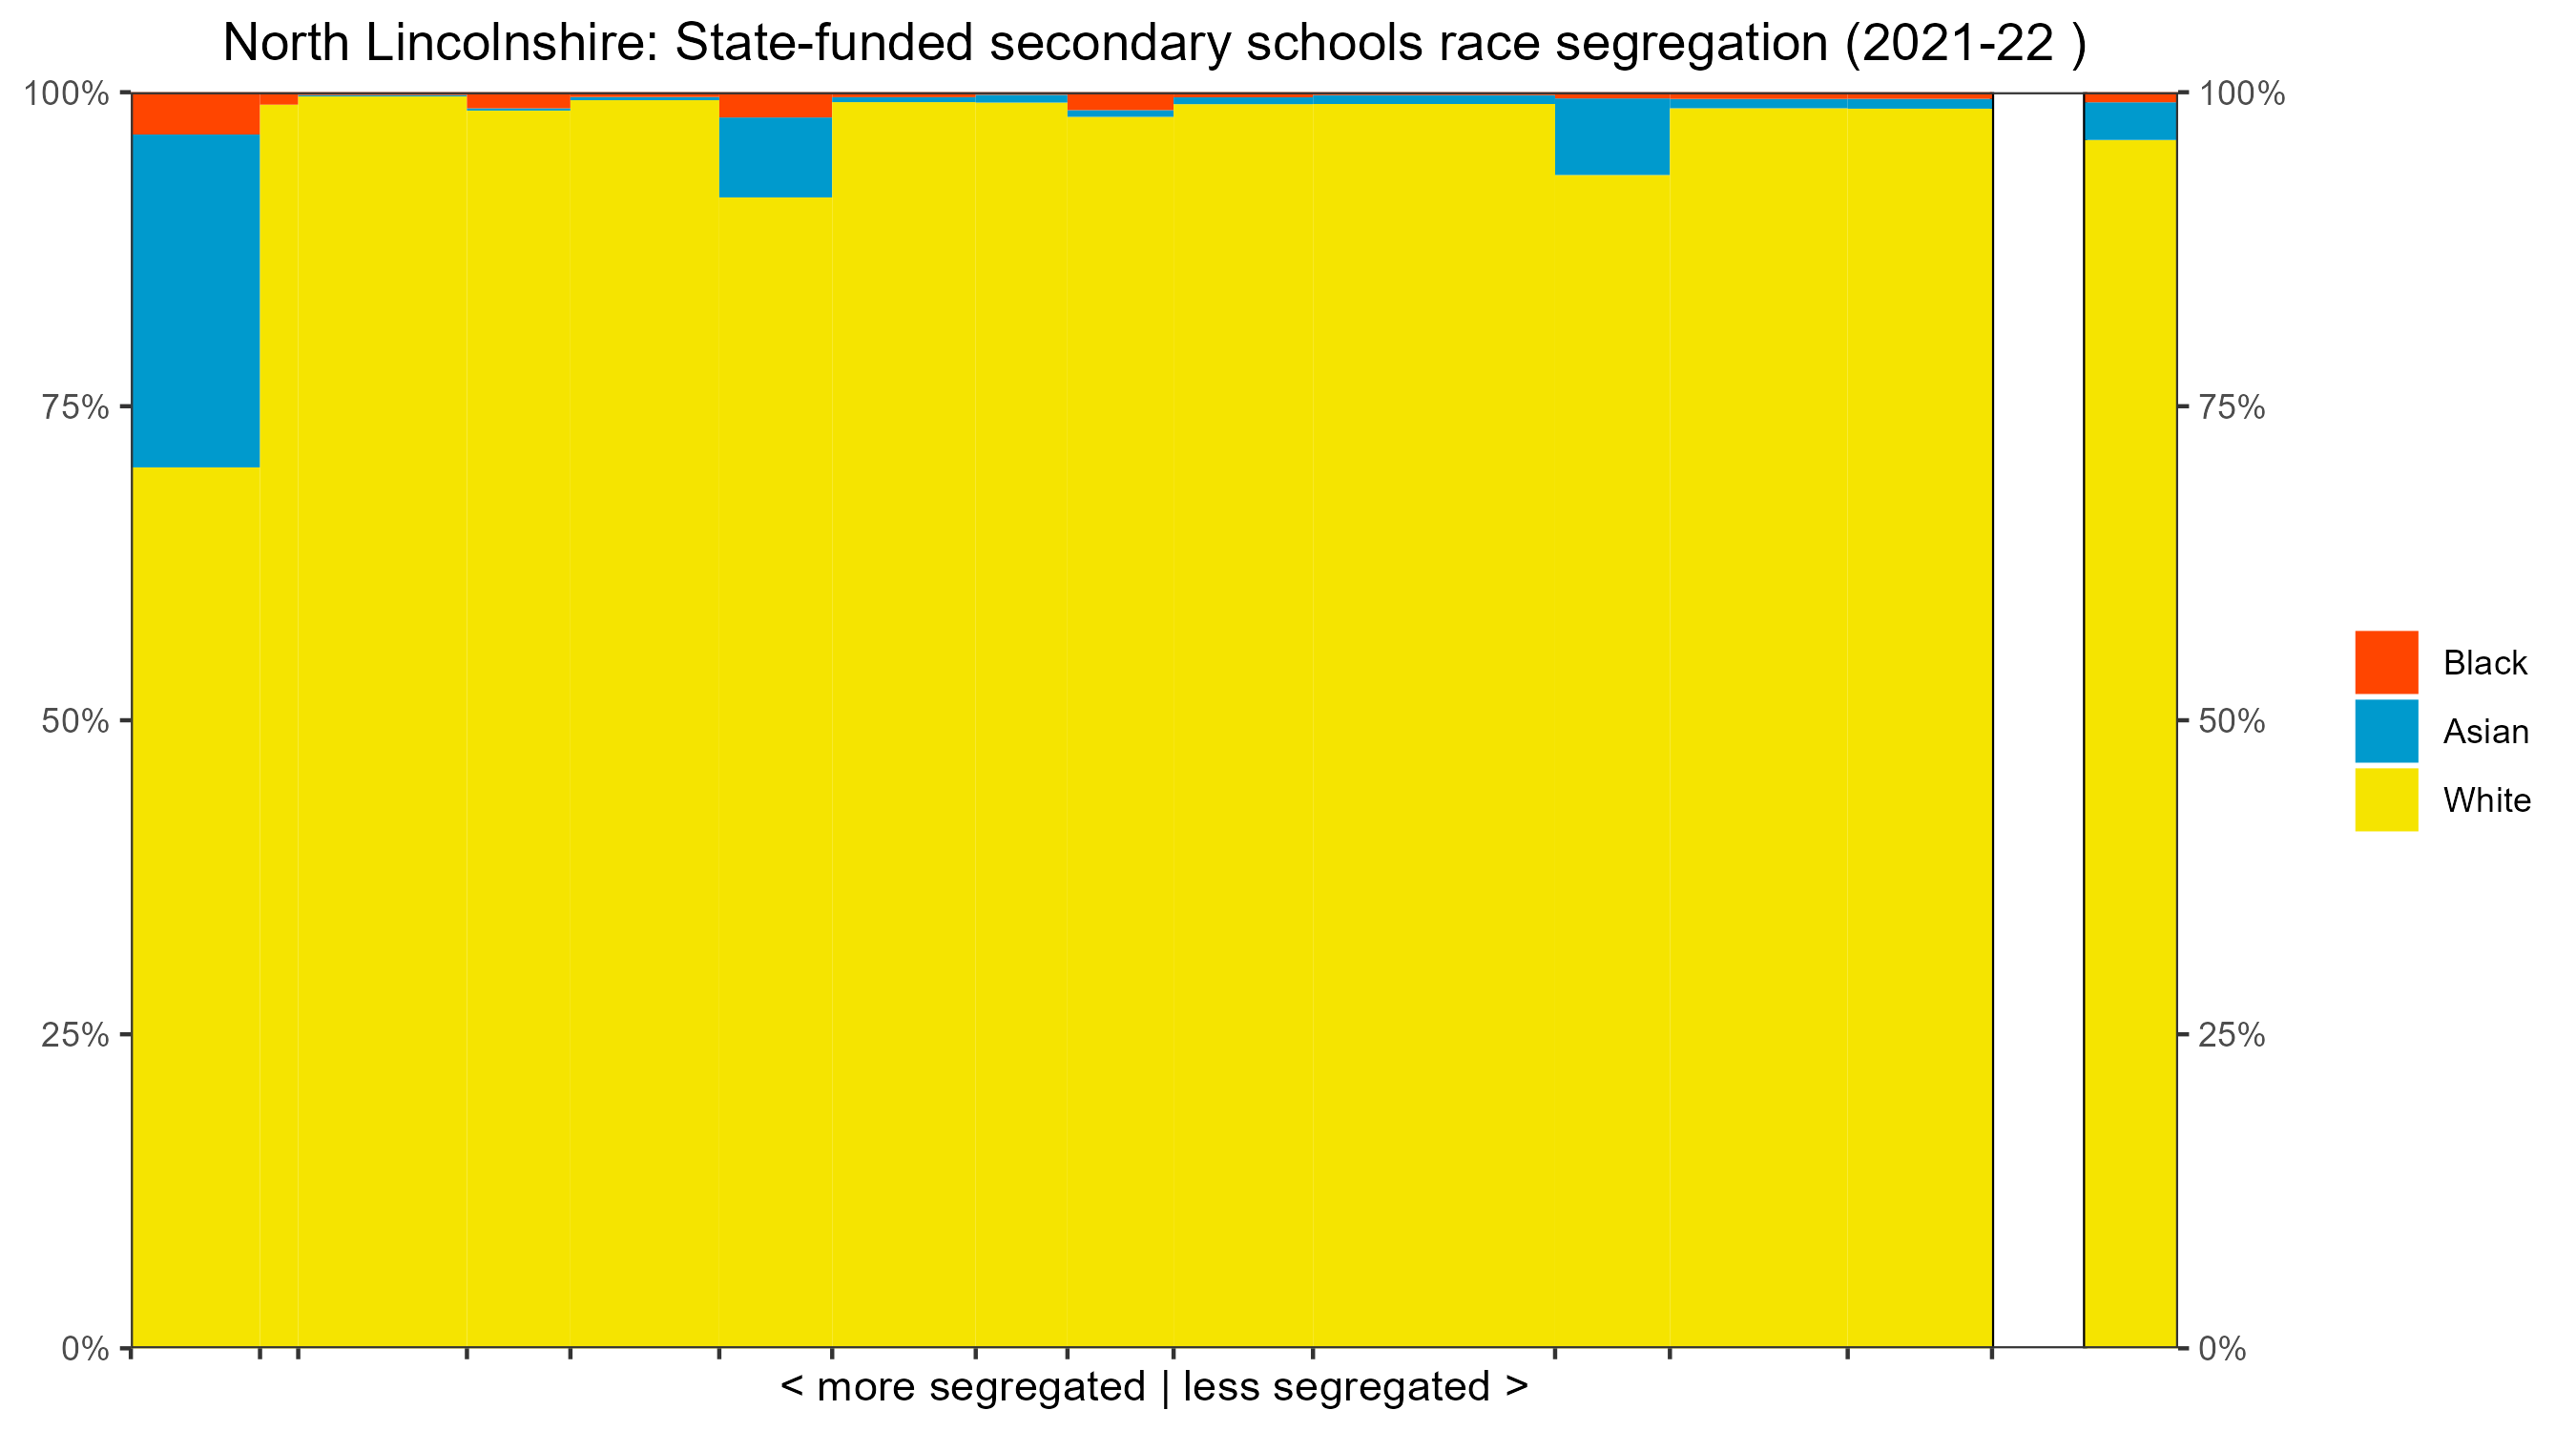 North Lincolnshire: State-funded secondary schools race segregation (2021-22 )
100%
75%
50%
25%
0%
100%
75%
50%
25%
0%
Black
Asian
White
< more segregated | less segregated >